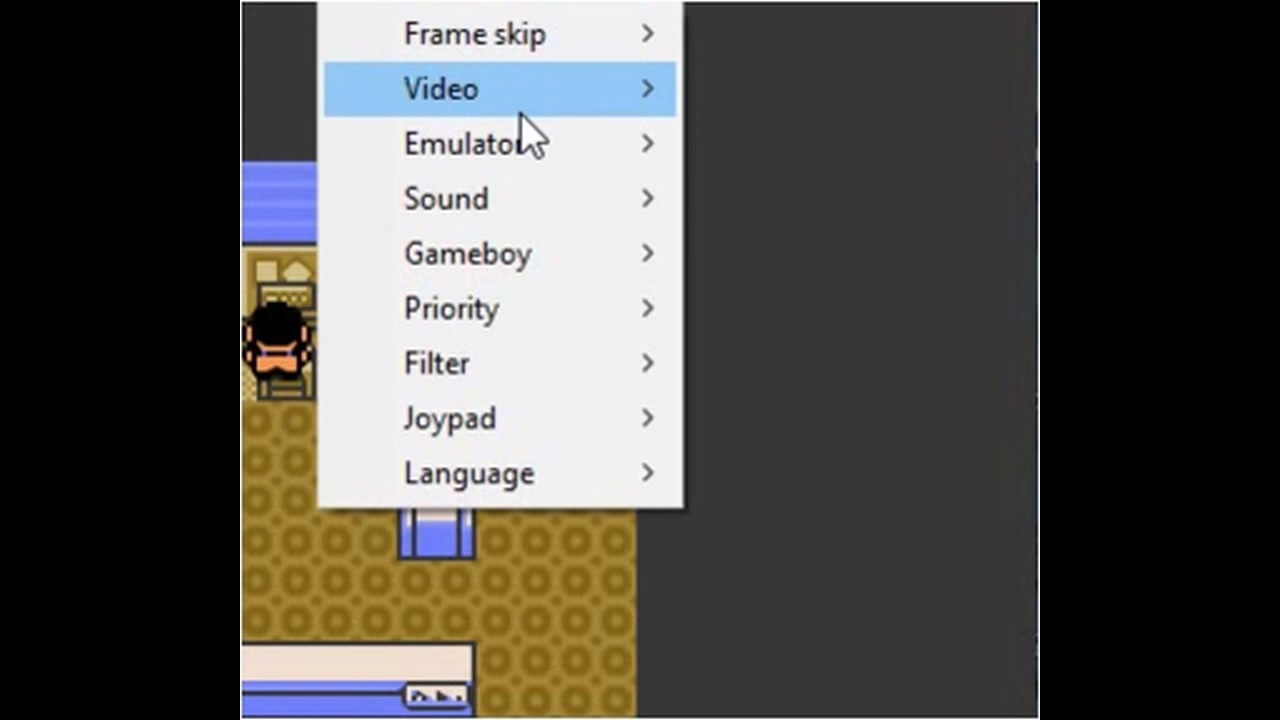 Frame skip
Video
Emulator
Sound
Gameboy
Priority
Filter
Joypad
Language